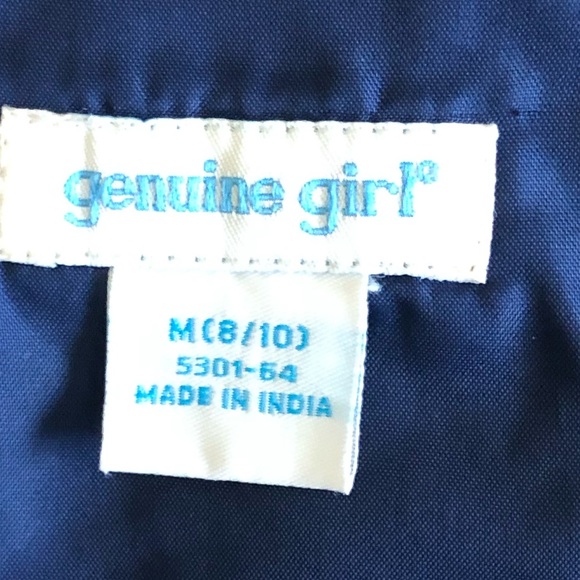 genuine girl®
M(8/10)
5301-64
MADE IN INDIA